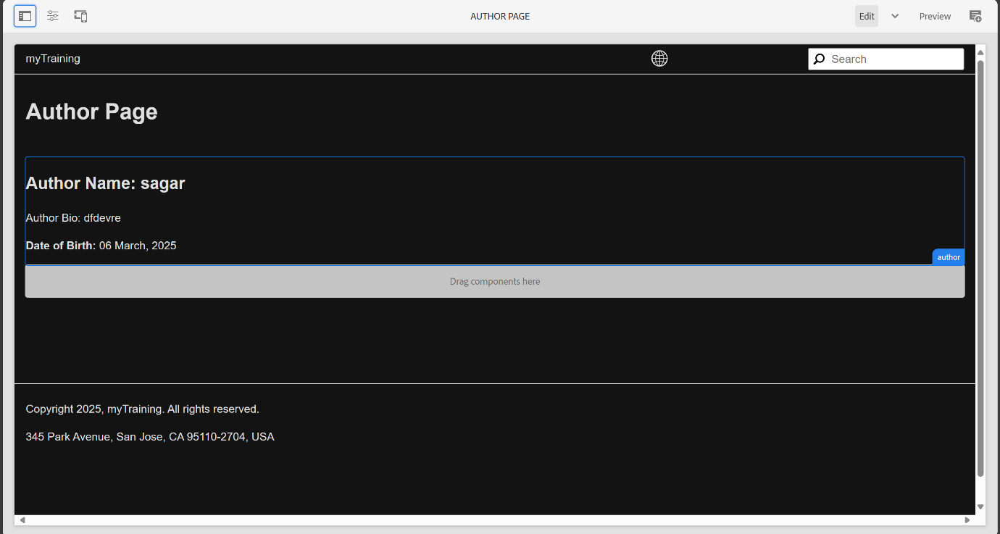 AUTHOR PAGE
Edit
Preview
myTraining
Search
Author Page
Author Name: sagar
Author Bio: dfdevre
Date of Birth: 06 March, 2025
author
Drag components here
Copyright 2025, myTraining. All rights reserved.
345 Park Avenue, San Jose, CA 95110-2704, USA